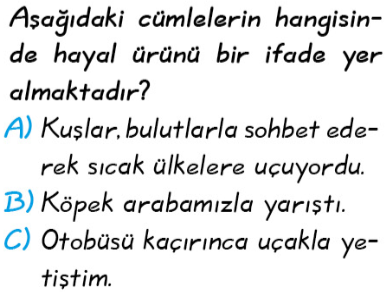 Aşağıdaki cümlelerin hangisin-
de hayal ürünü bir ifade yer
almaktadır?
A) Kuşlar, bulutlarla sohbet ede-
rek sıcak ülkelere uçuyordu.
B) Köpek arabamızla yarıştı.
C) Otobüsü kaçırınca uçakla ye-
tiştim.